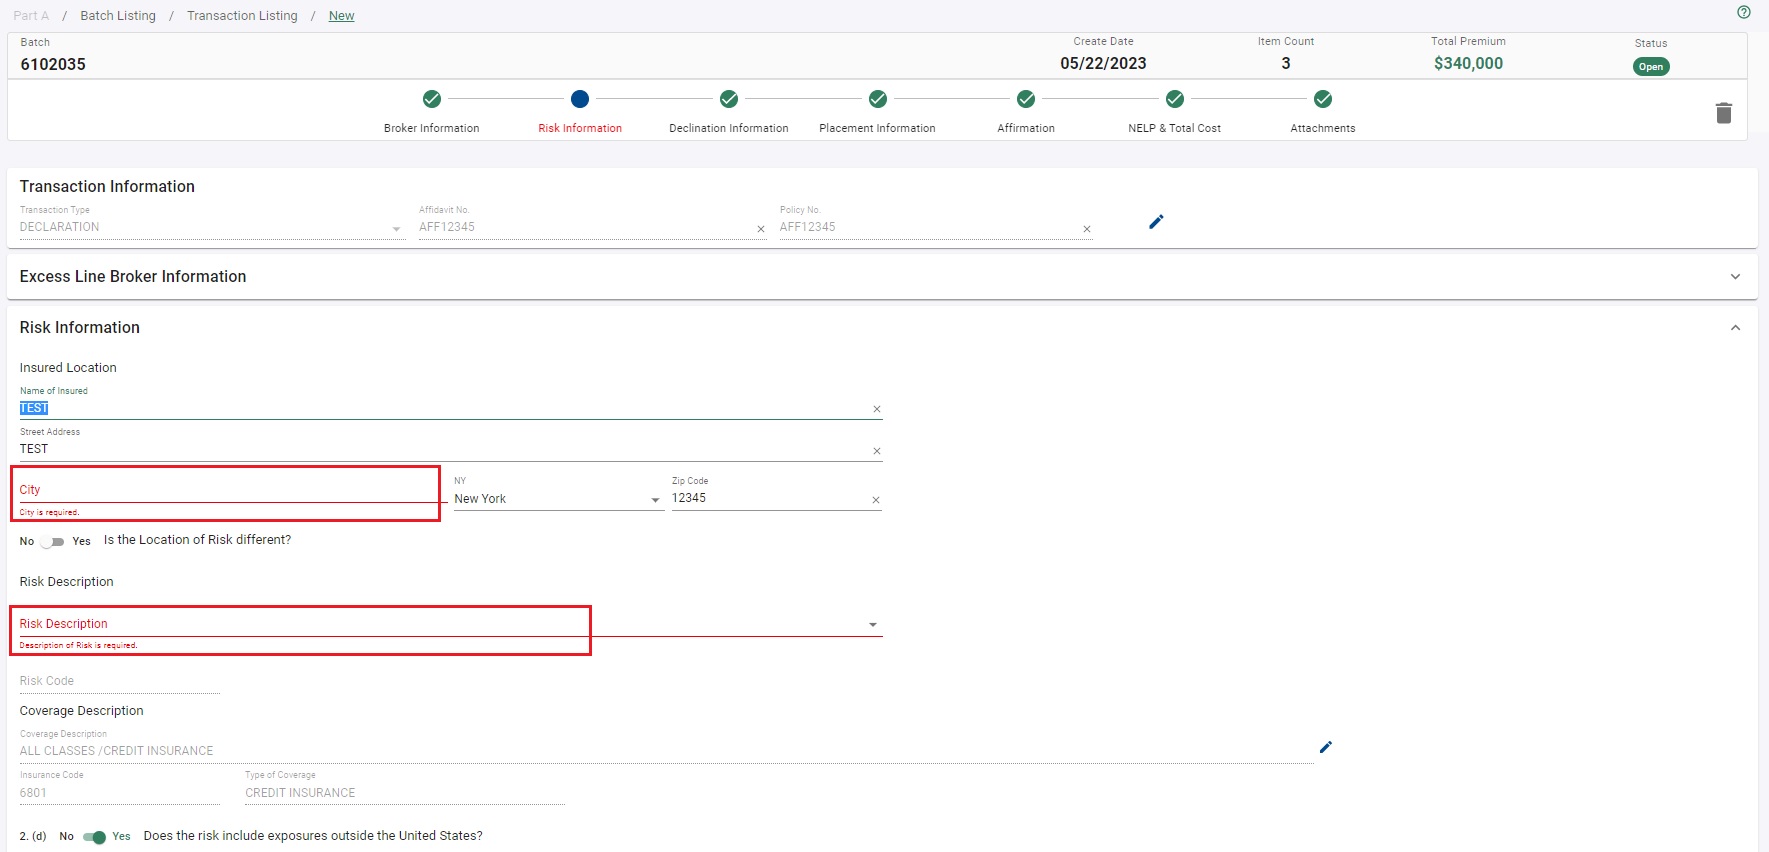 Part A / Batch Listing / Transaction Listing / New
Batch Create Date Item Count Total Premium Status
6102035 05/22/2023 3 $340,000 Open
Broker Information Risk Information Declination Information Placement Information Affirmation NELP & Total Cost Attachments
Transaction Information
Transaction Type Affidavit No. Policy No.
DECLARATION AFF12345 AFF12345
Excess Line Broker Information
Risk Information
Insured Location
Name of Insured
TEST
Street Address
TEST
City NY Zip Code
New York 12345
City is required.
No Yes Is the Location of Risk different?
Risk Description
Risk Description
Description of Risk is required.
Risk Code
Coverage Description
Coverage Description
ALL CLASSES /CREDIT INSURANCE
Insurance Code Type of Coverage
6801 CREDIT INSURANCE
2. (d) No Yes Does the risk include exposures outside the United States?